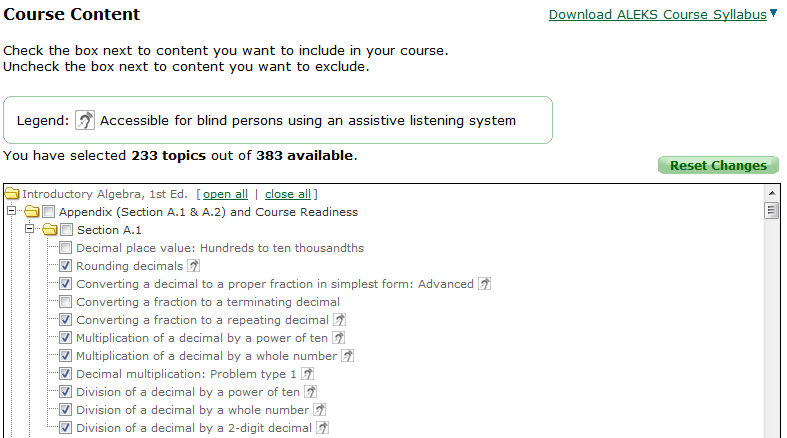 Course Content
Download ALEKS Course Syllabus
Check the box next to content you want to include in your course.
Uncheck the box next to content you want to exclude.
Legend: Accessible for blind persons using an assistive listening system
You have selected 233 topics out of 383 available.
Reset Changes
Introductory Algebra, 1st Ed. [ open all | close all ]
Appendix (Section A.1 & A.2) and Course Readiness
Section A.1
Decimal place value: Hundreds to ten thousandths
Rounding decimals
Converting a decimal to a proper fraction in simplest form: Advanced
Converting a fraction to a terminating decimal
Converting a fraction to a repeating decimal
Multiplication of a decimal by a power of ten
Multiplication of a decimal by a whole number
Decimal multiplication: Problem type 1
Division of a decimal by a power of ten
Division of a decimal by a whole number
Division of a decimal by a 2-digit decimal